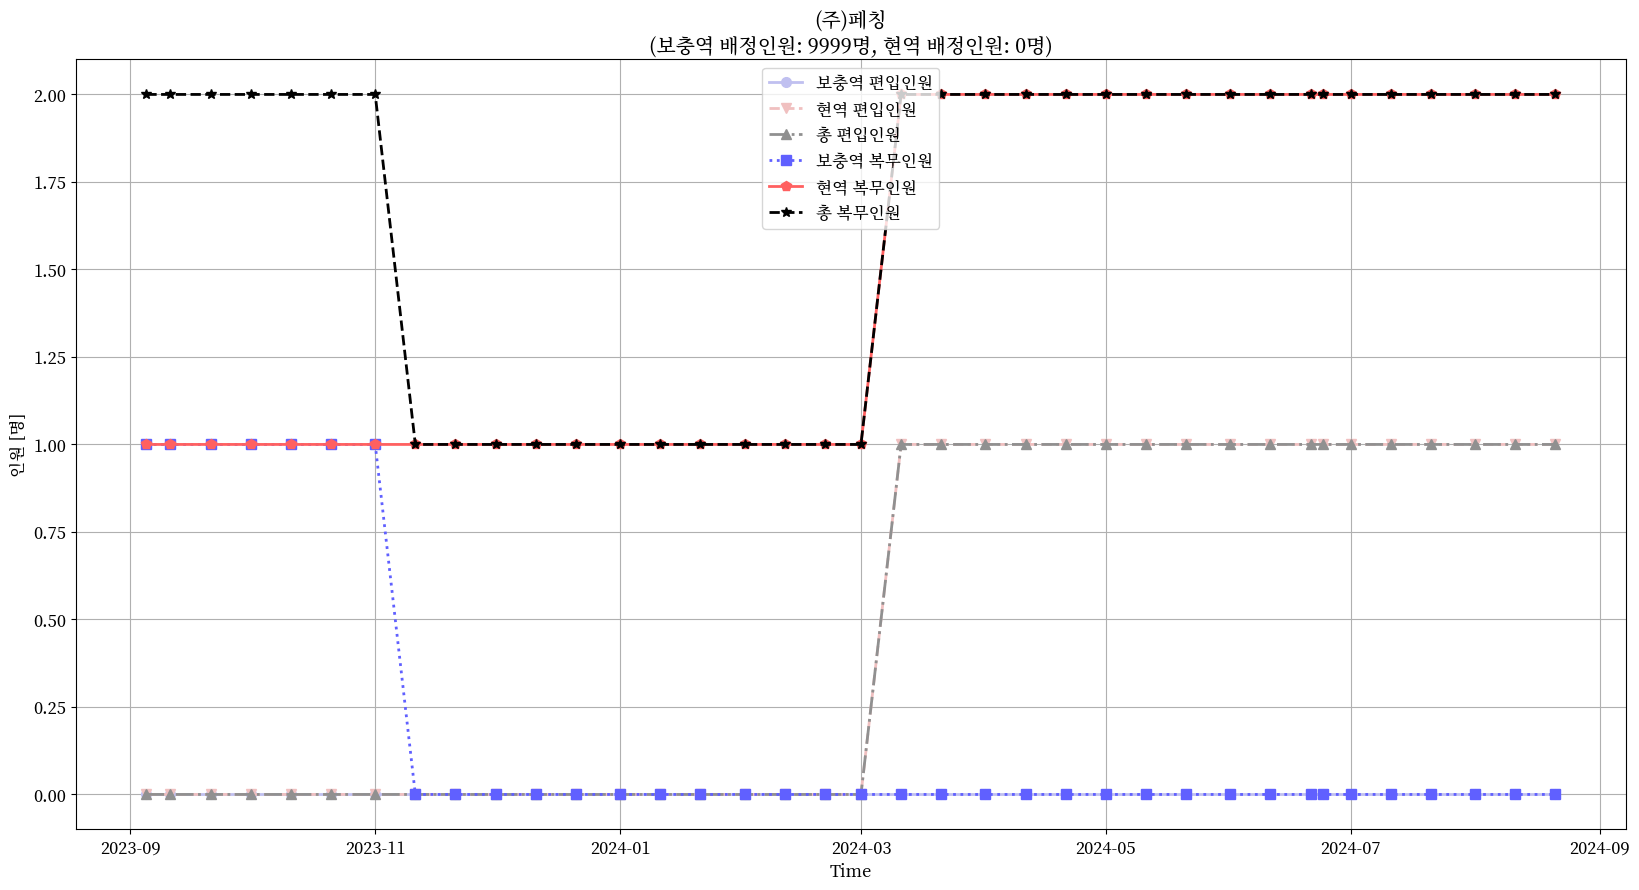 (주)페칭
(보충역 배정인원: 9999명, 현역 배정인원: 0명)
보충역 편입인원
현역 편입인원
총 편입인원
보충역 복무인원
현역 복무인원
총 복무인원
2.00
1.75
1.50
1.25
1.00
0.75
0.50
0.25
0.00
인원 [명]
2023-09
2023-11
2024-01
2024-03
2024-05
2024-07
2024-09
Time